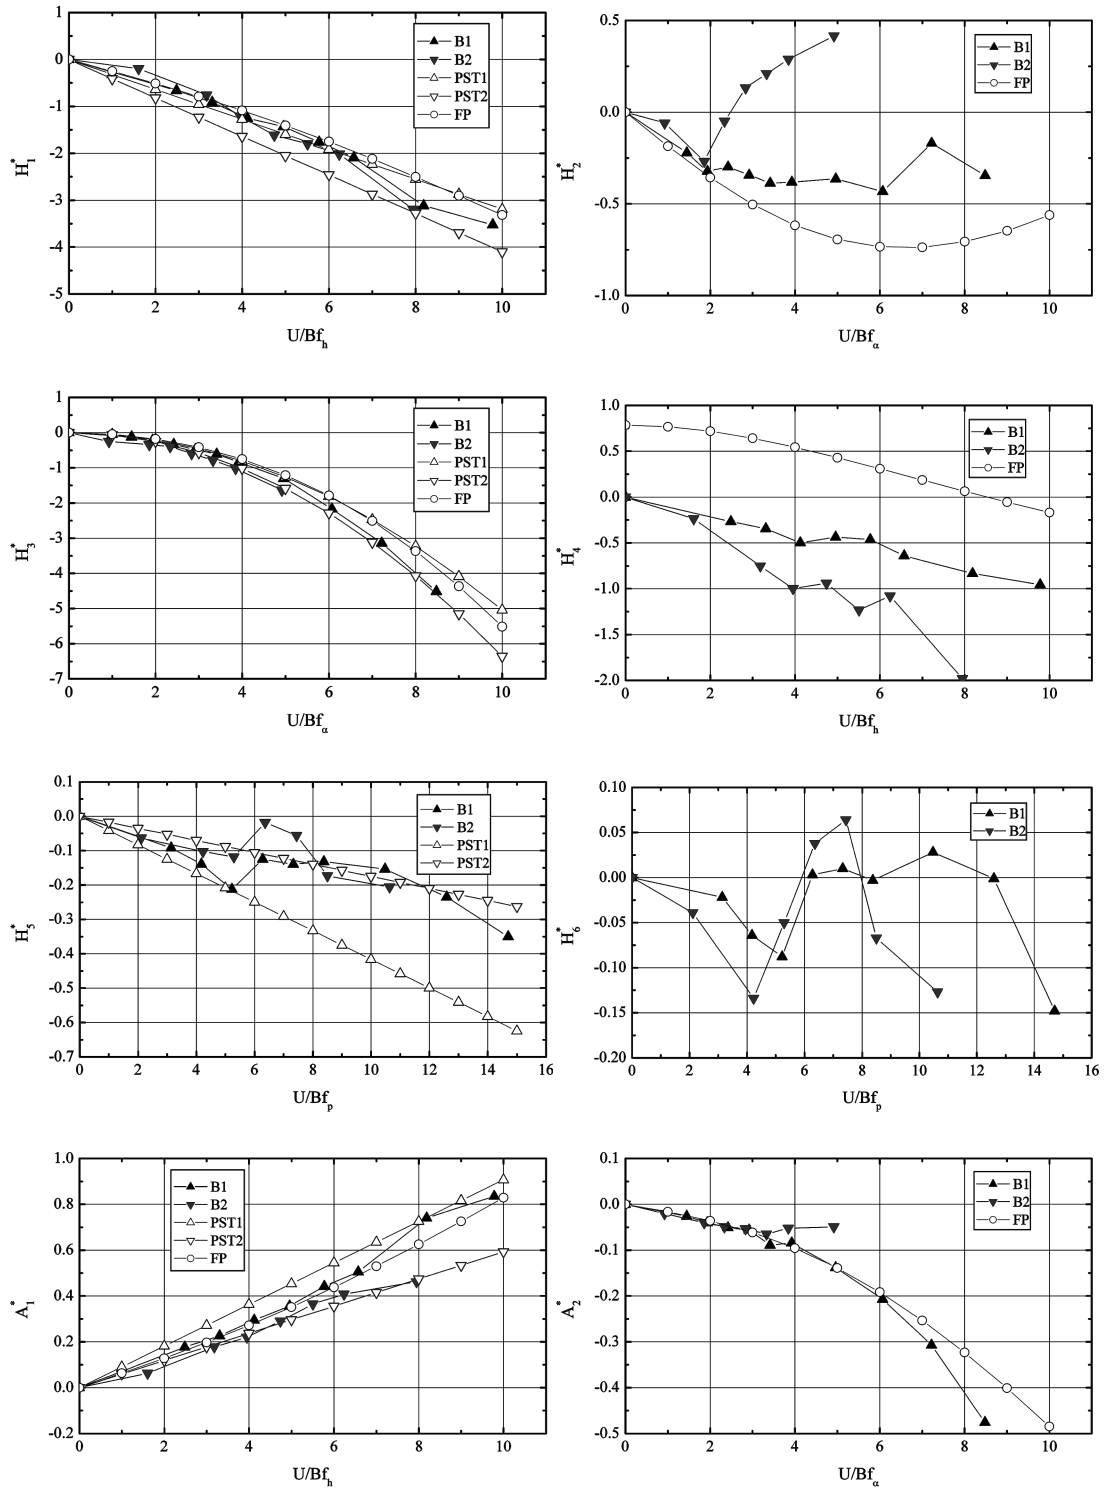 1
0
-1
-2
-3
-4
-5
H*1
0 2 4 6 8 10
U/Bfh
B1
B2
PST1
PST2
FP
0.5
0.0
-0.5
-1.0
H*2
0 2 4 6 8 10
U/Bfα
B1
B2
FP
1
0
-1
-2
-3
-4
-5
-6
-7
H*3
0 2 4 6 8 10
U/Bfα
B1
B2
PST1
PST2
FP
1.0
0.5
0.0
-0.5
-1.0
-1.5
-2.0
H*4
0 2 4 6 8 10
U/Bfh
B1
B2
FP
0.1
0.0
-0.1
-0.2
-0.3
-0.4
-0.5
-0.6
-0.7
H*5
0 2 4 6 8 10 12 14 16
U/Bfp
B1
B2
PST1
PST2
0.10
0.05
0.00
-0.05
-0.10
-0.15
-0.20
H*6
0 2 4 6 8 10 12 14 16
U/Bfp
B1
B2
1.0
0.8
0.6
0.4
0.2
0.0
-0.2
A*1
0 2 4 6 8 10
U/Bfh
B1
B2
PST1
PST2
FP
0.1
0.0
-0.1
-0.2
-0.3
-0.4
-0.5
A*2
0 2 4 6 8 10
U/Bfα
B1
B2
FP